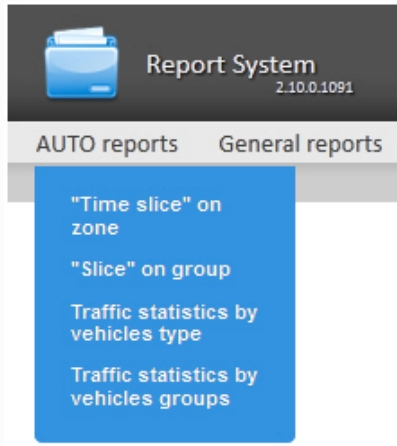 Report System
2.10.0.1091
AUTO reports General reports
"Time slice" on
zone
"Slice" on group
Traffic statistics by
vehicles type
Traffic statistics by
vehicles groups